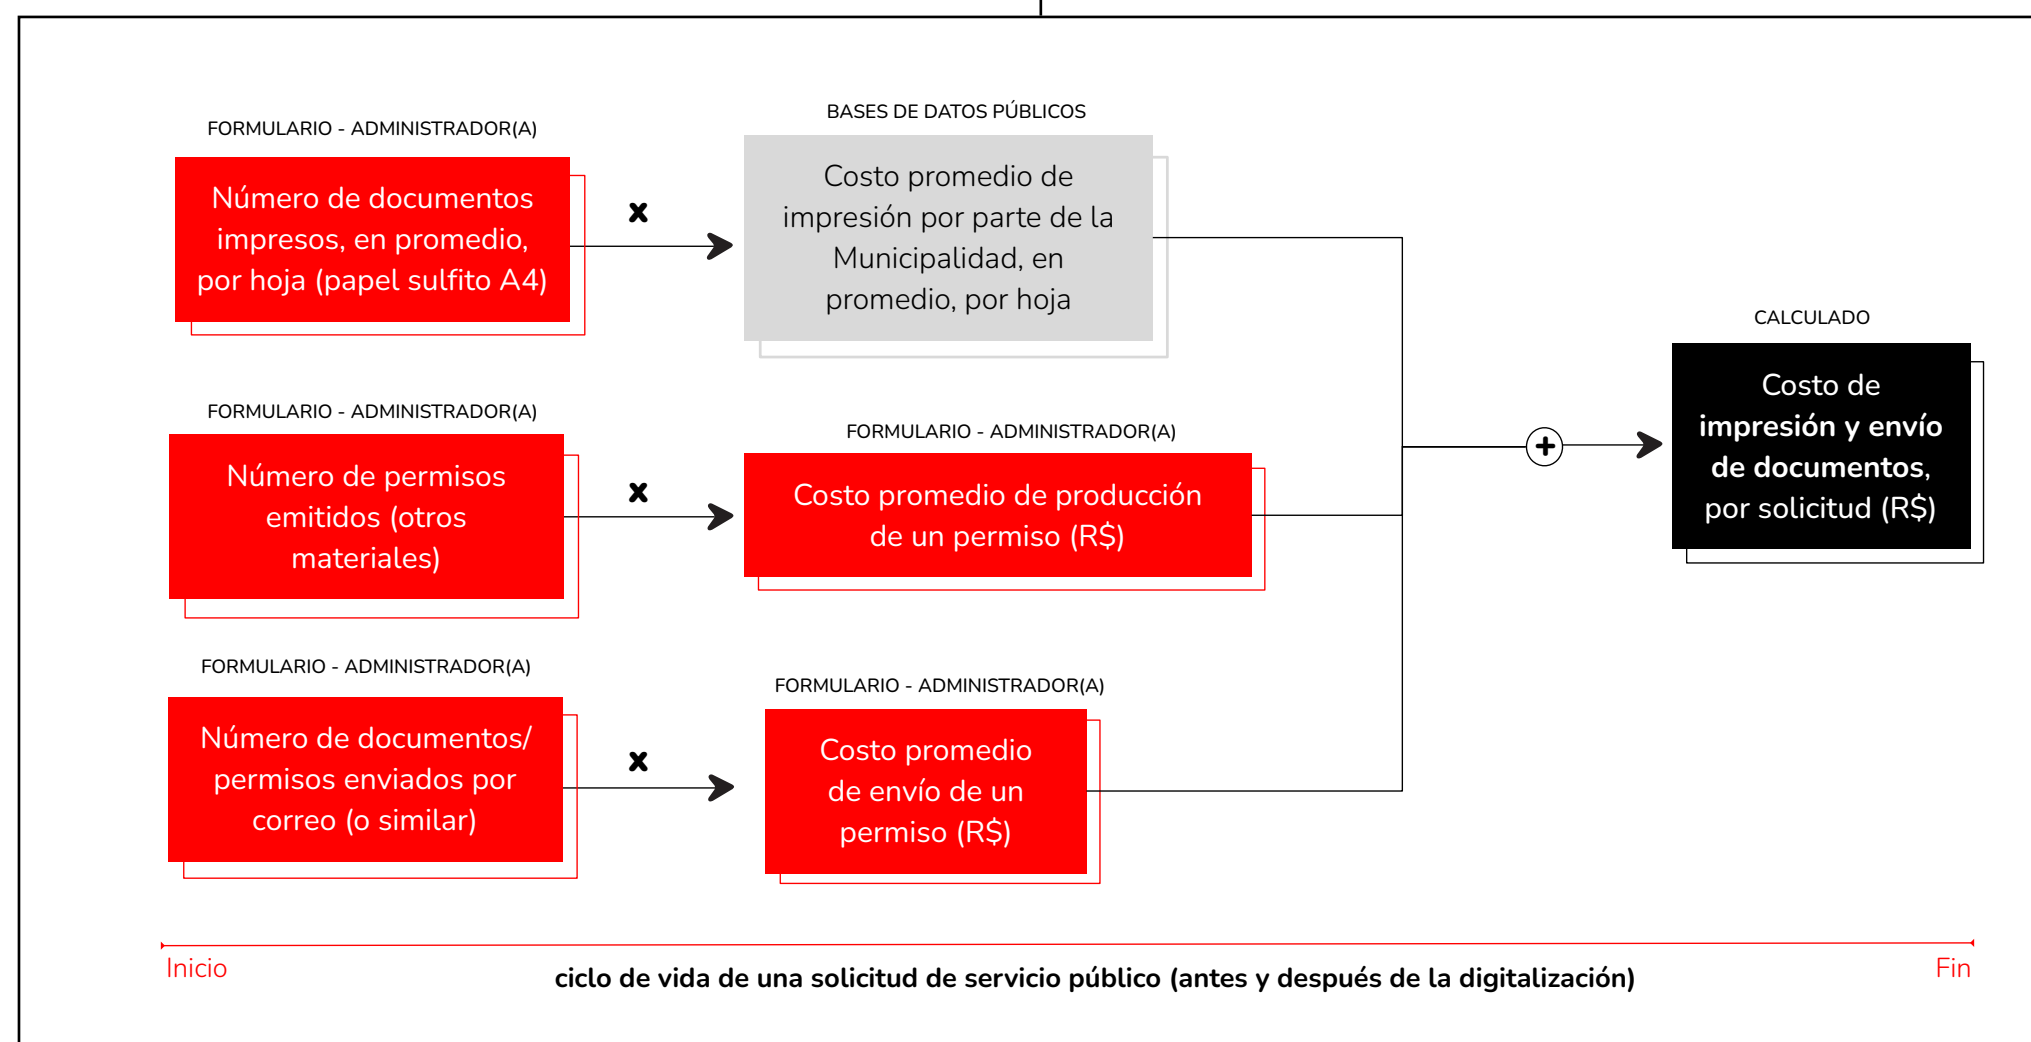 FORMULARIO - ADMINISTRADOR(A)
Número de documentos
impresos, en promedio,
por hoja (papel sulfito A4)
x
BASES DE DATOS PÚBLICOS
Costo promedio de
impresión por parte de la
Municipalidad, en
promedio, por hoja
FORMULARIO - ADMINISTRADOR(A)
Número de permisos
emitidos (otros
materiales)
x
FORMULARIO - ADMINISTRADOR(A)
Costo promedio de producción
de un permiso (R$)
FORMULARIO - ADMINISTRADOR(A)
Número de documentos/
permisos enviados por
correo (o similar)
x
FORMULARIO - ADMINISTRADOR(A)
Costo promedio
de envío de un
permiso (R$)
+
CALCULADO
Costo de
impresión y envío
de documentos,
por solicitud (R$)
Inicio
ciclo de vida de una solicitud de servicio público (antes y después de la digitalización)
Fin